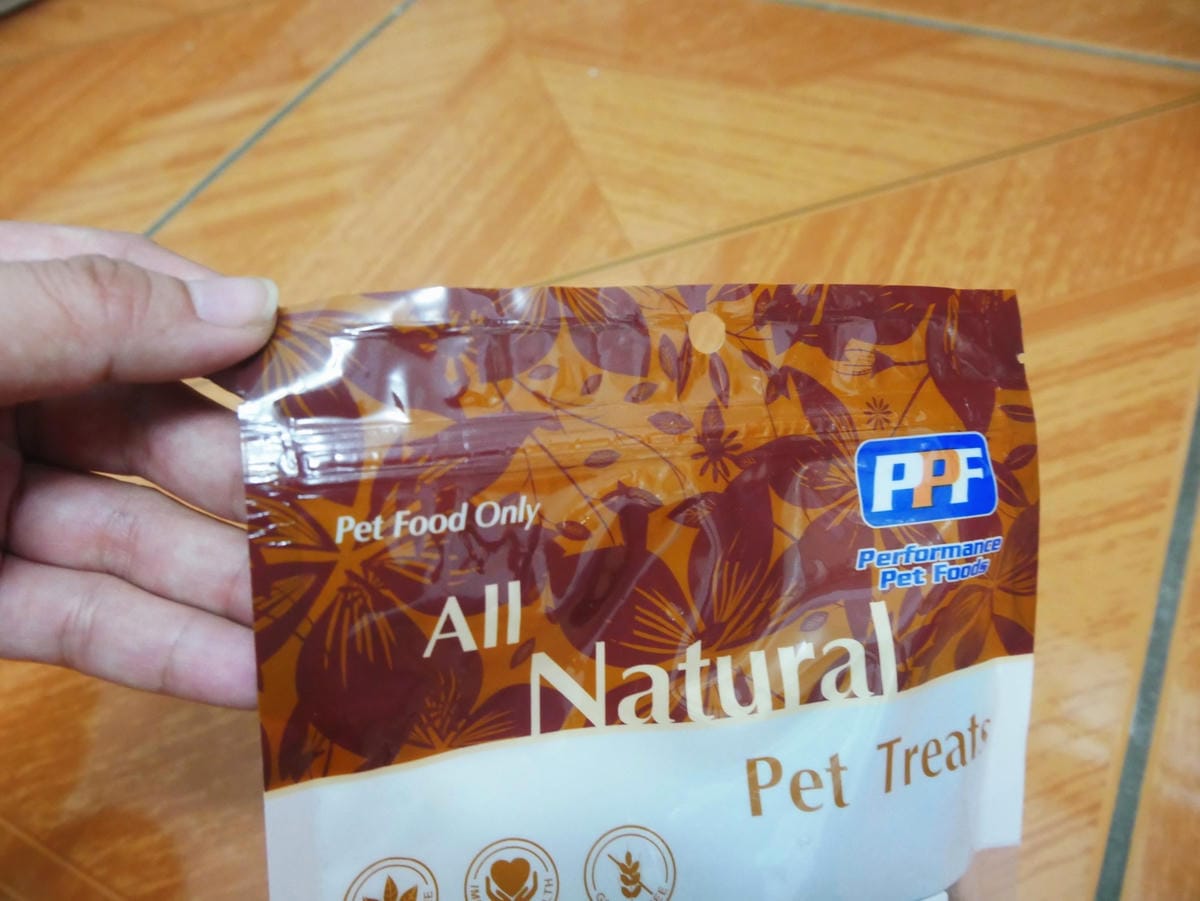 PPF
Pet Food Only
Performance
Pet Foods
All
Natural
Pet Treats